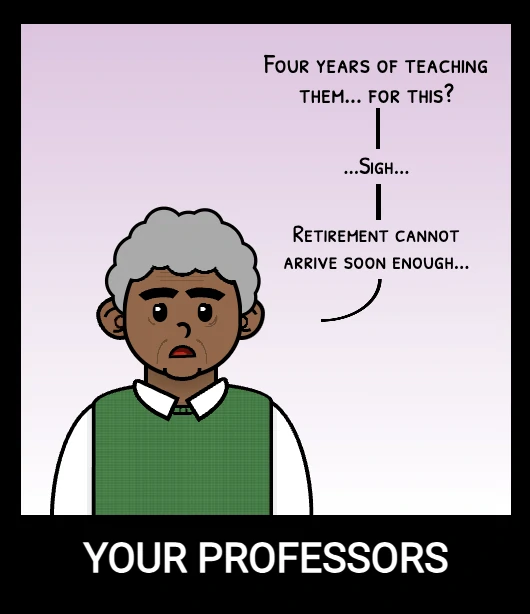 Four years of teaching
them... for this?
...Sigh...
Retirement cannot
arrive soon enough...
YOUR PROFESSORS